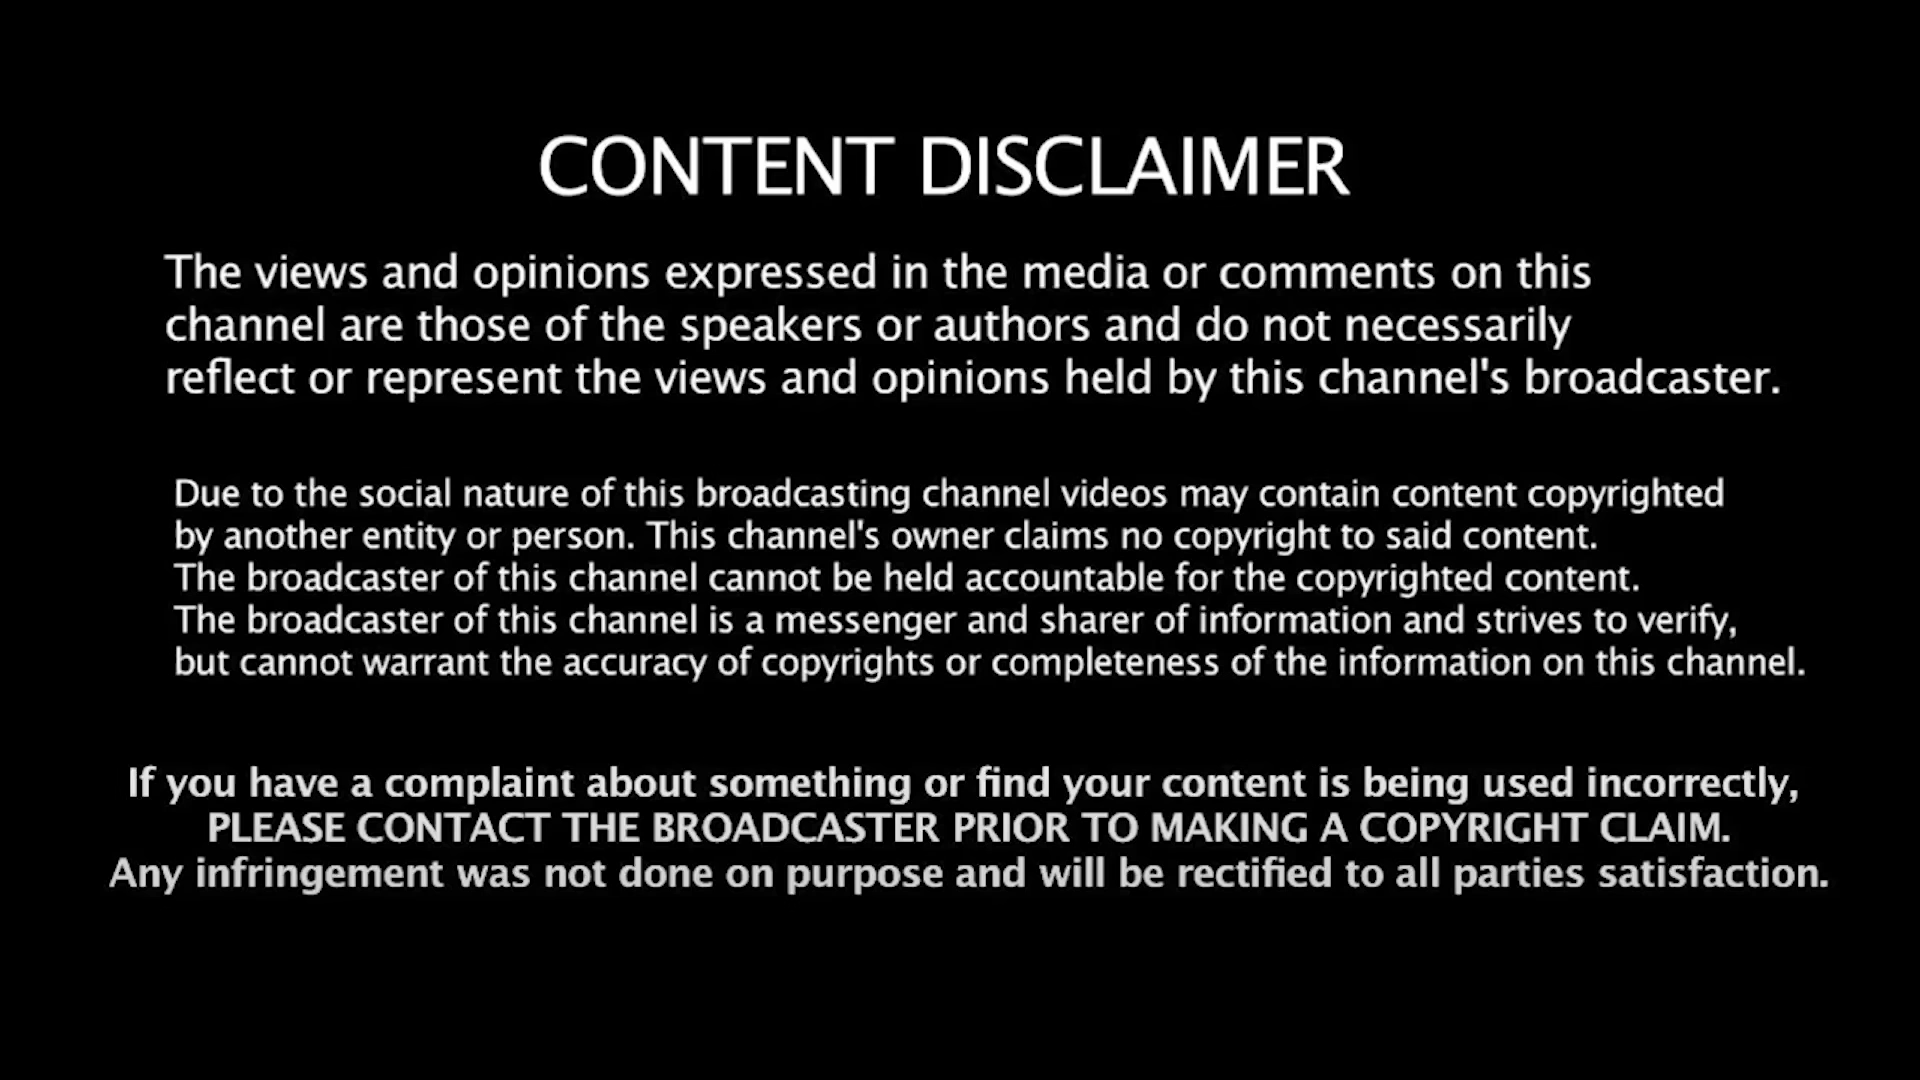 CONTENT DISCLAIMER
The views and opinions expressed in the media or comments on this
channel are those of the speakers or authors and do not necessarily
reflect or represent the views and opinions held by this channel's broadcaster.
Due to the social nature of this broadcasting channel videos may contain content copyrighted
by another entity or person. This channel's owner claims no copyright to said content.
The broadcaster of this channel cannot be held accountable for the copyrighted content.
The broadcaster of this channel is a messenger and sharer of information and strives to verify,
but cannot warrant the accuracy of copyrights or completeness of the information on this channel.
If you have a complaint about something or find your content is being used incorrectly,
PLEASE CONTACT THE BROADCASTER PRIOR TO MAKING A COPYRIGHT CLAIM.
Any infringement was not done on purpose and will be rectified to all parties satisfaction.